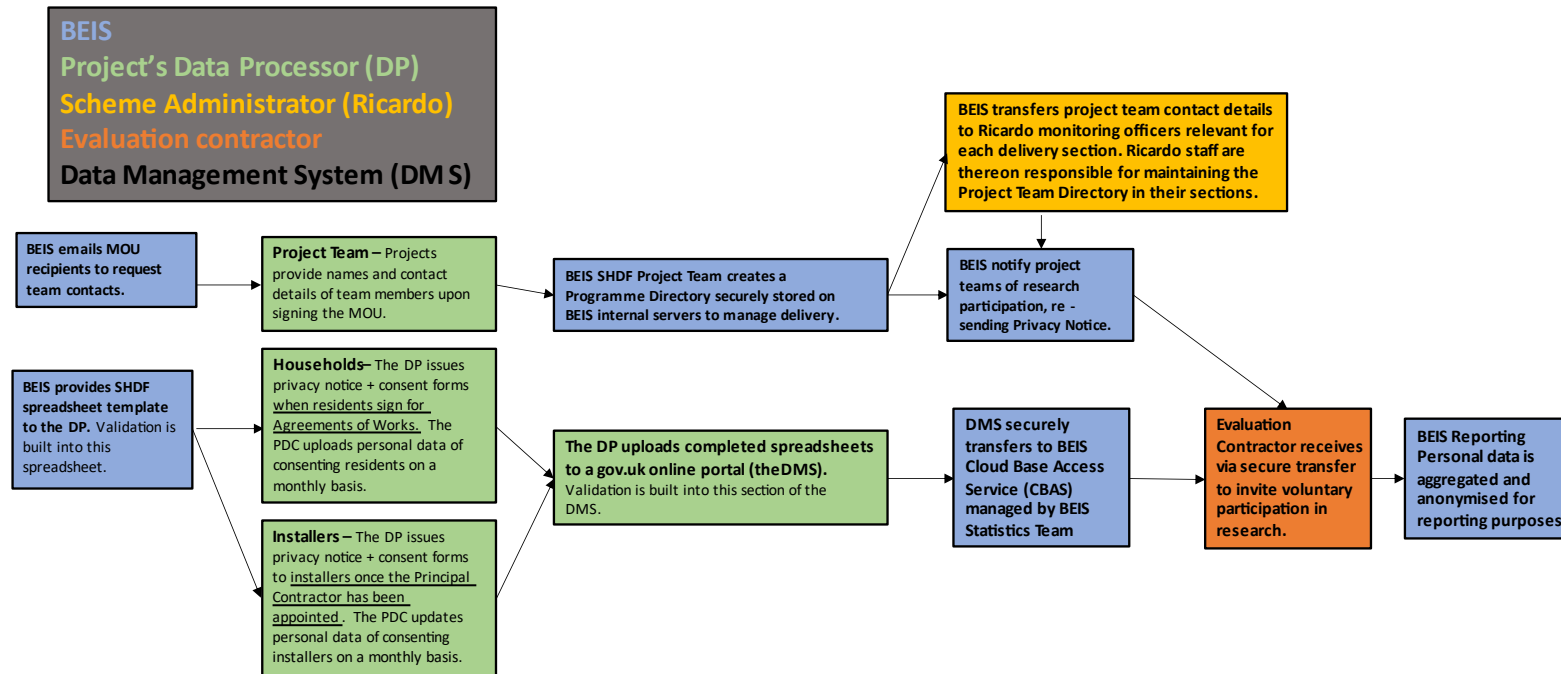 BEIS
Project's Data Processor (DP)
Scheme Administrator (Ricardo)
Evaluation contractor
Data Management System (DMS)
BEIS transfers project team contact details
to Ricardo monitoring officers relevant for
each delivery section. Ricardo staff are
thereon responsible for maintaining the
Project Team Directory in their sections.
BEIS emails MOU
recipients to request
team contacts.
Project Team – Projects
provide names and contact
details of team members upon
signing the MOU.
BEIS SHDF Project Team creates a
Programme Directory securely stored on
BEIS internal servers to manage delivery.
BEIS notify project
teams of research
participation, re -
sending Privacy Notice.
BEIS provides SHDF
spreadsheet template
to the DP. Validation is
built into this
spreadsheet.
Households– The DP issues
privacy notice + consent forms
when residents sign for
Agreements of Works. The
PDC uploads personal data of
consenting residents on a
monthly basis.
Installers – The DP issues
privacy notice + consent forms
to installers once the Principal
Contractor has been
appointed . The PDC updates
personal data of consenting
installers on a monthly basis.
The DP uploads completed spreadsheets
to a gov.uk online portal (theDMS).
Validation is built into this section of the
DMS.
DMS securely
transfers to BEIS
Cloud Base Access
Service (CBAS)
managed by BEIS
Statistics Team
Evaluation
Contractor receives
via secure transfer
to invite voluntary
participation in
research.
BEIS Reporting
Personal data is
aggregated and
anonymised for
reporting purposes